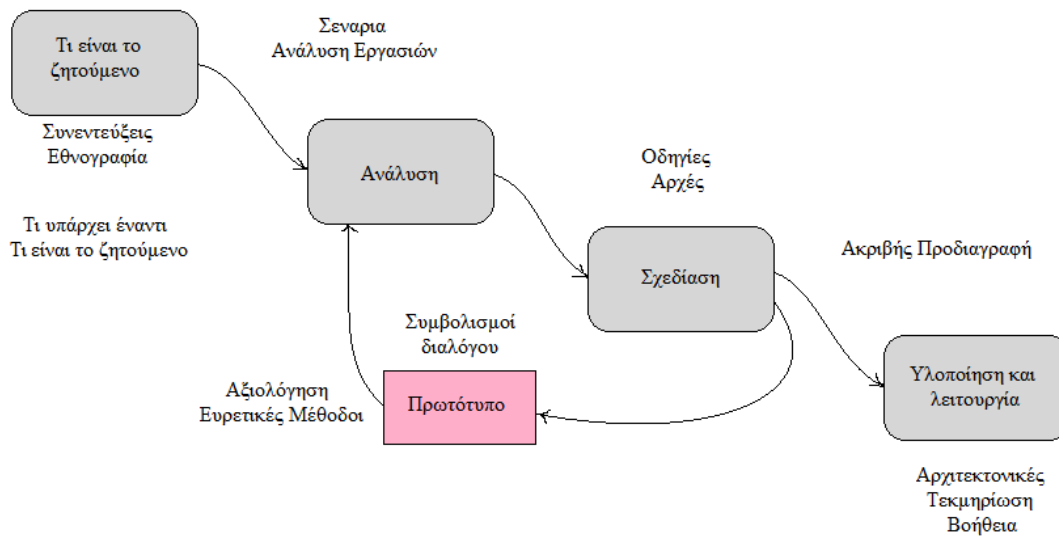 Τι είναι το
ζητούμενο
Σεναρια
Ανάλυση Εργασιών
Συνεντεύξεις
Εθνογραφία
Ανάλυση
Οδηγίες
Αρχές
Τι υπάρχει έναντι
Τι είναι το ζητούμενο
Σχεδίαση
Ακριβής Προδιαγραφή
Συμβολισμοί
διαλόγου
Αξιολόγηση
Ευρετικές Μέθοδοι
Πρωτότυπο
Υλοποίηση και
λειτουργία
Αρχιτεκτονικές
Τεκμηρίωση
Βοήθεια